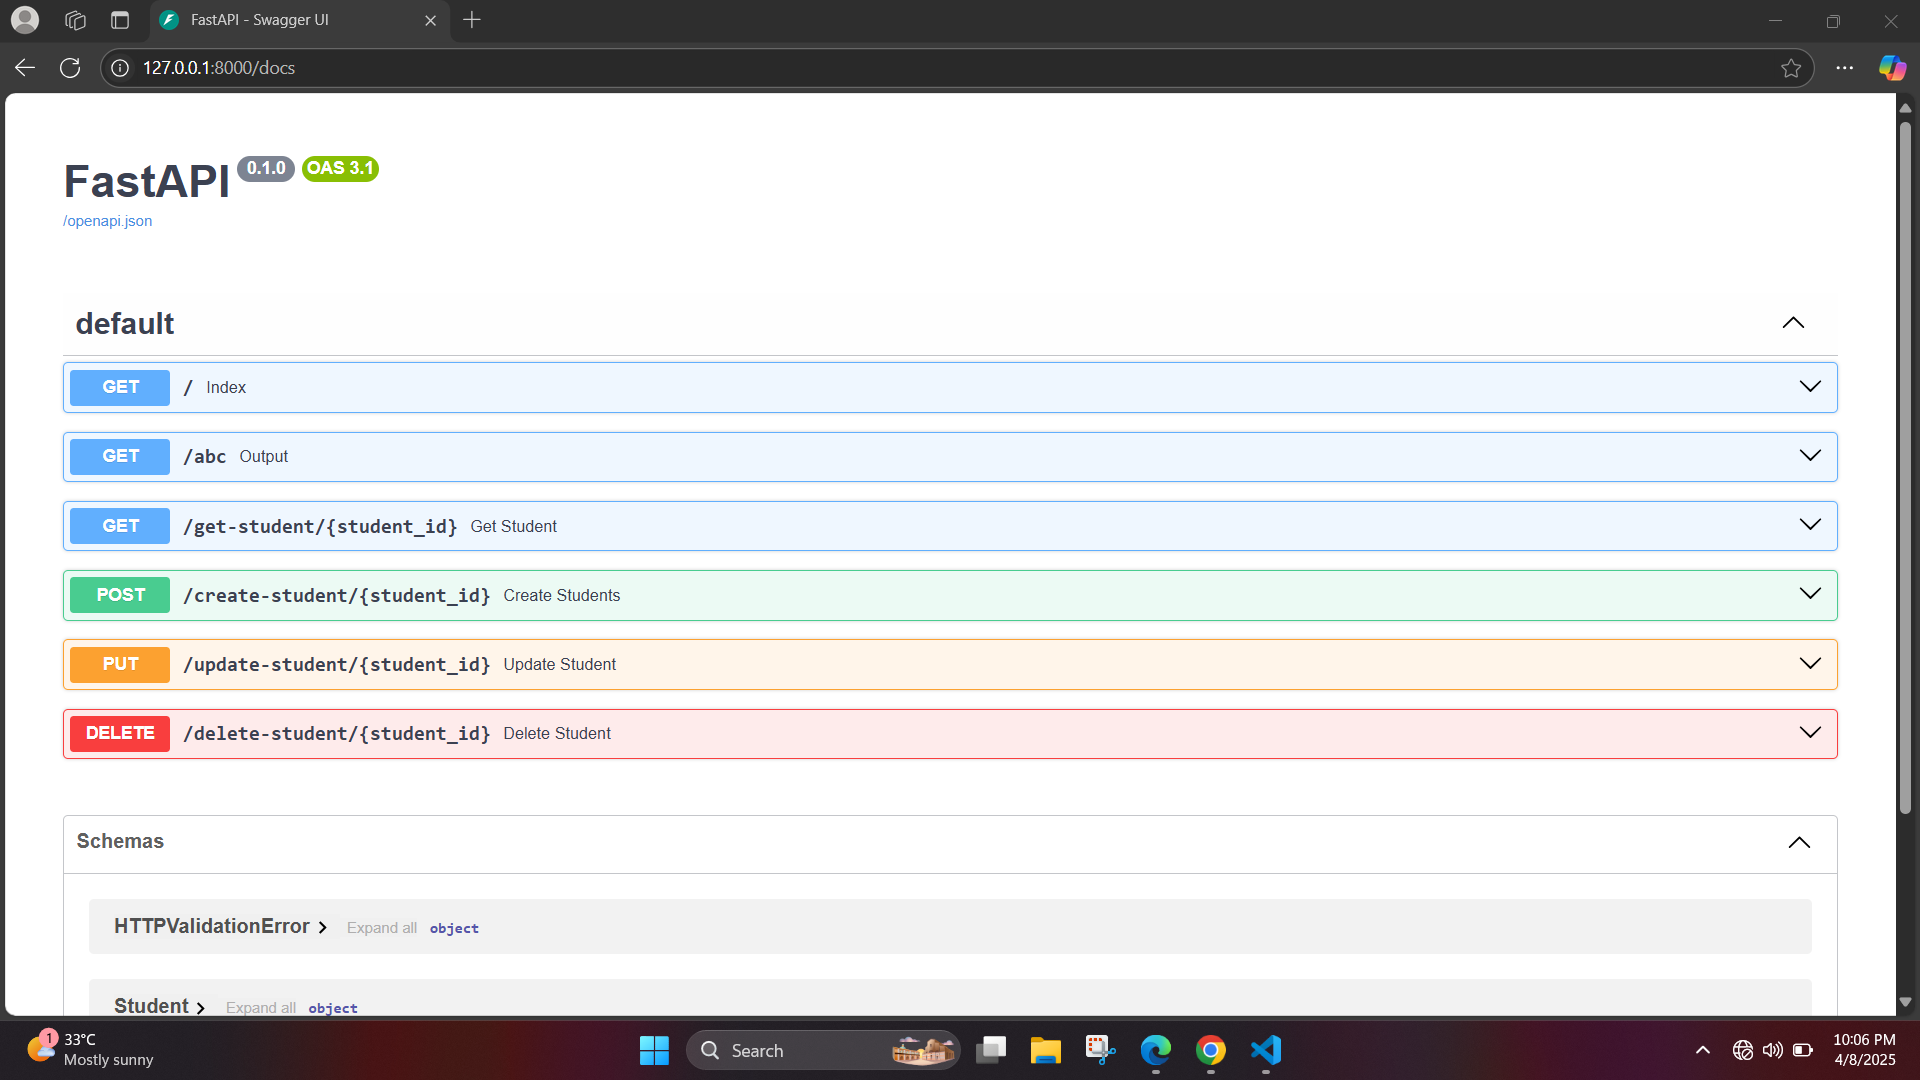 FastAPI - Swagger UI
127.0.0.1:8000/docs
FastAPI 0.1.0 OAS 3.1
/openapi.json
default
GET / Index
GET /abc Output
GET /get-student/{student_id} Get Student
POST /create-student/{student_id} Create Students
PUT /update-student/{student_id} Update Student
DELETE /delete-student/{student_id} Delete Student
Schemas
HTTPValidationError Expand all object
Student Expand all object
1
33°C
Mostly sunny
Search
10:06 PM
4/8/2025